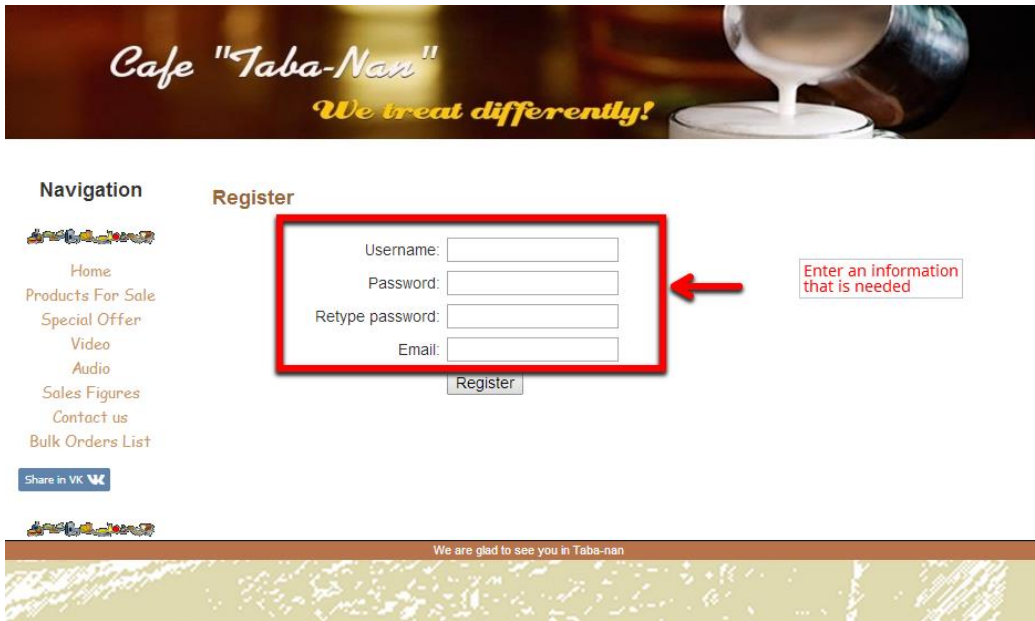 Cafe "Taba-Nan"
We treat differently!
Navigation
Home
Products For Sale
Special Offer
Video
Audio
Sales Figures
Contact us
Bulk Orders List
Share in VK
Register
Username:
Password:
Retype password:
Email:
Register
Enter an information
that is needed
We are glad to see you in Taba-nan